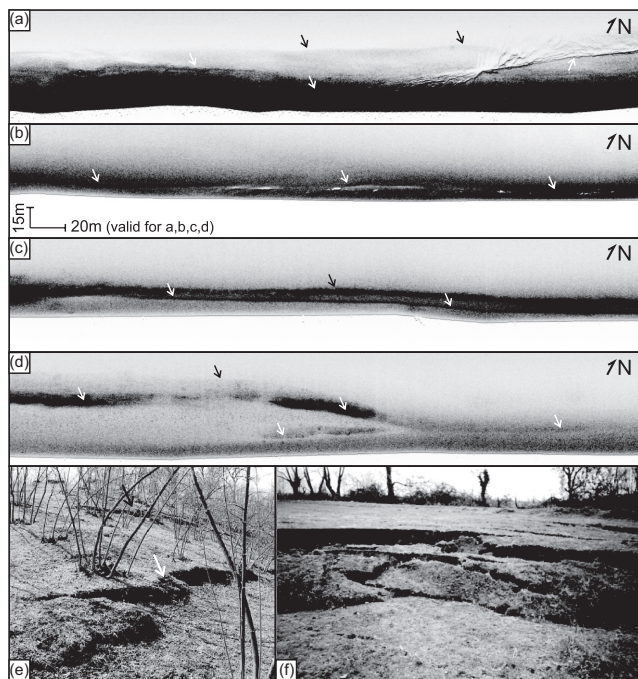 (a)
N
(b)
N
15m
20m (valid for a,b,c,d)
(c)
N
(d)
N
(e)
(f)